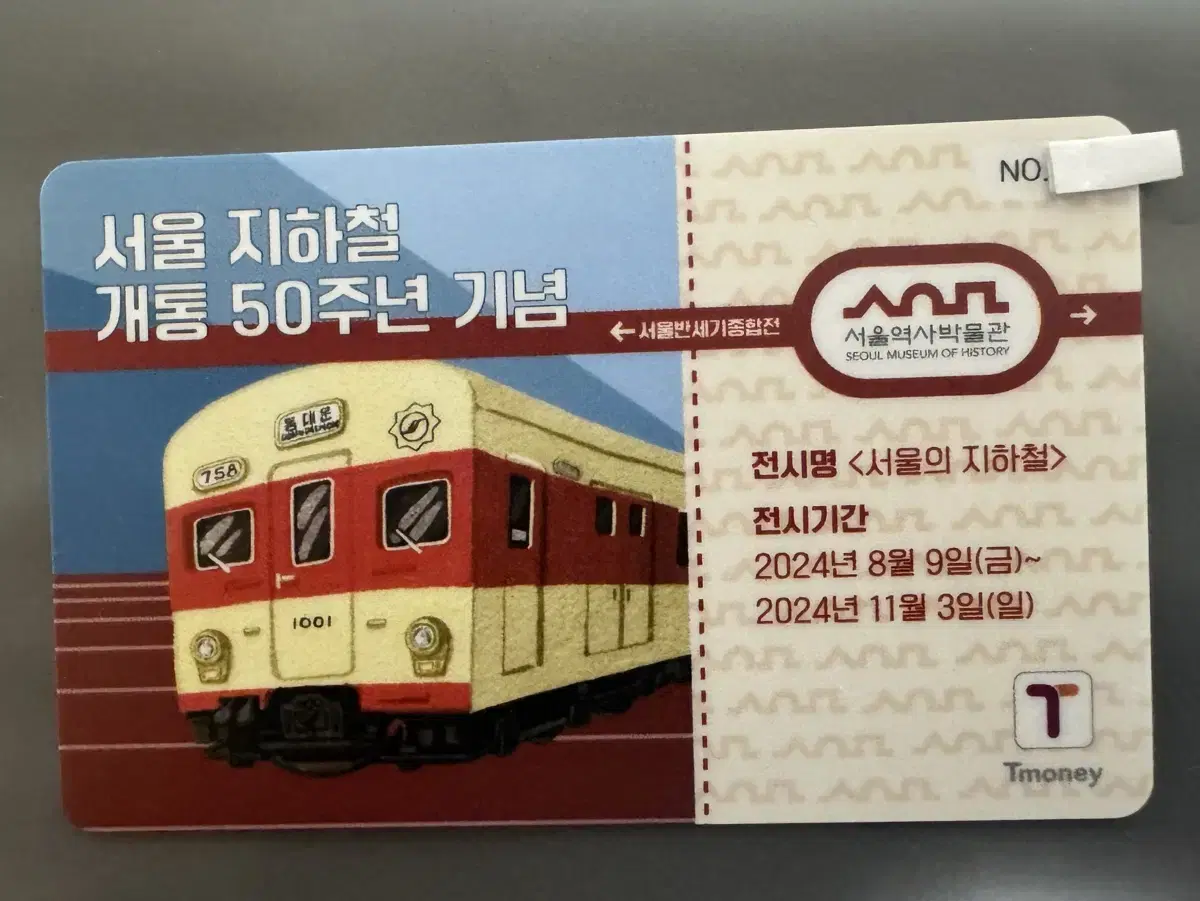 서울 지하철
개통 50주년 기념
←서울반세기종합전
NO.
서울역사박물관
SEOUL MUSEUM OF HISTORY
→
758
1001
전시명 <서울의 지하철>
전시기간
2024년 8월 9일(금)~
2024년 11월 3일(일)
Tmoney